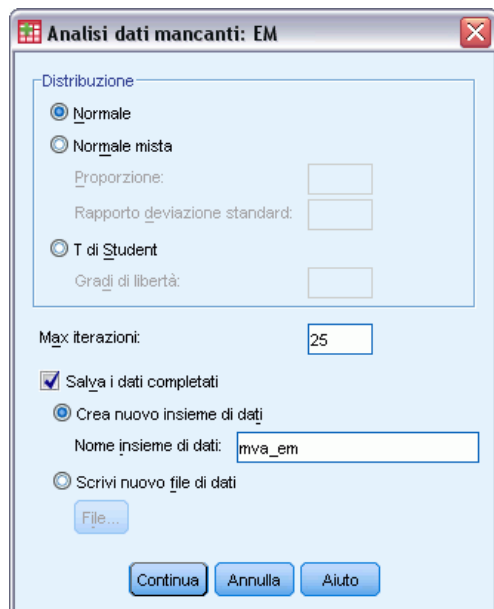 Analisi dati mancanti: EM
Distribuzione
Normale
Normale mista
Proporzione:
Rapporto deviazione standard:
T di Student
Gradi di libertà:
Max iterazioni: 25
Salva i dati completati
Crea nuovo insieme di dati
Nome insieme di dati: mva_em
Scrivi nuovo file di dati
File...
Continua Annulla Aiuto